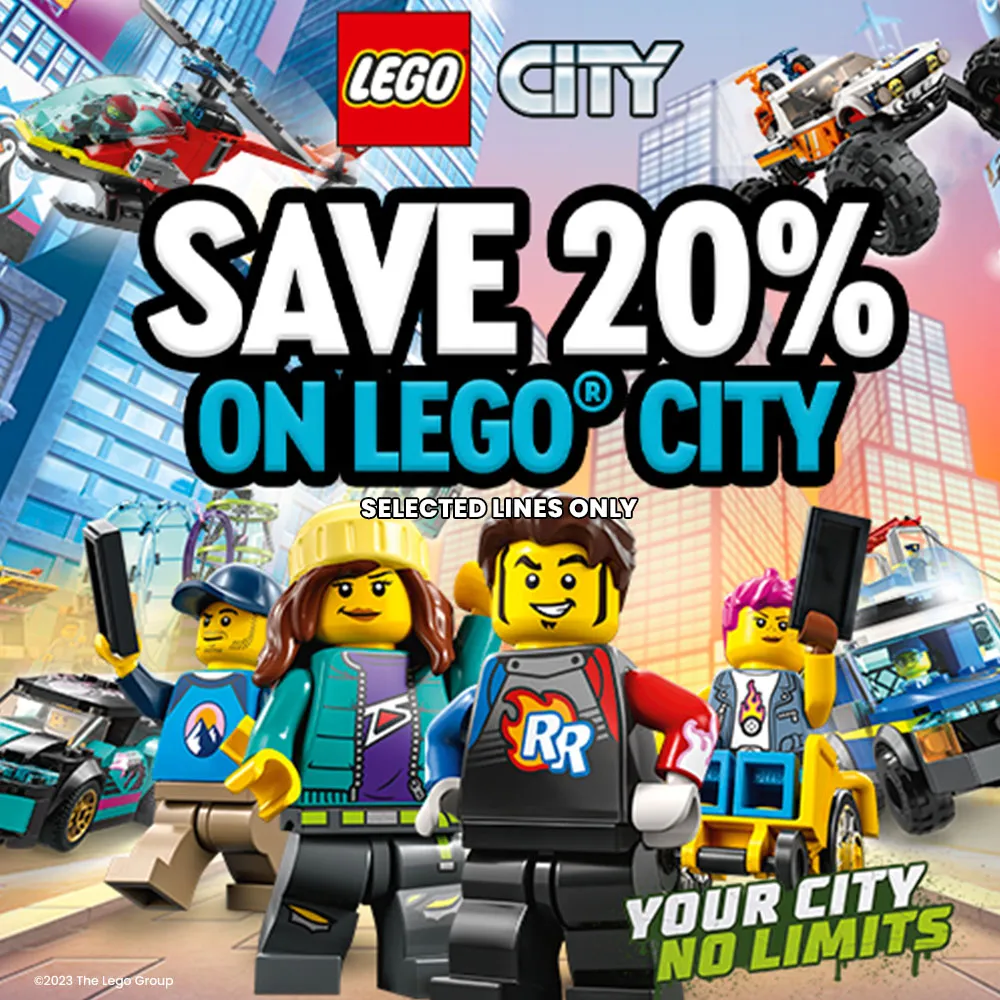 LEGO CITY
SAVE 20%
ON LEGO® CITY
SELECTED LINES ONLY
RR
YOUR CITY
NO LIMITS
©2023 The Lego Group